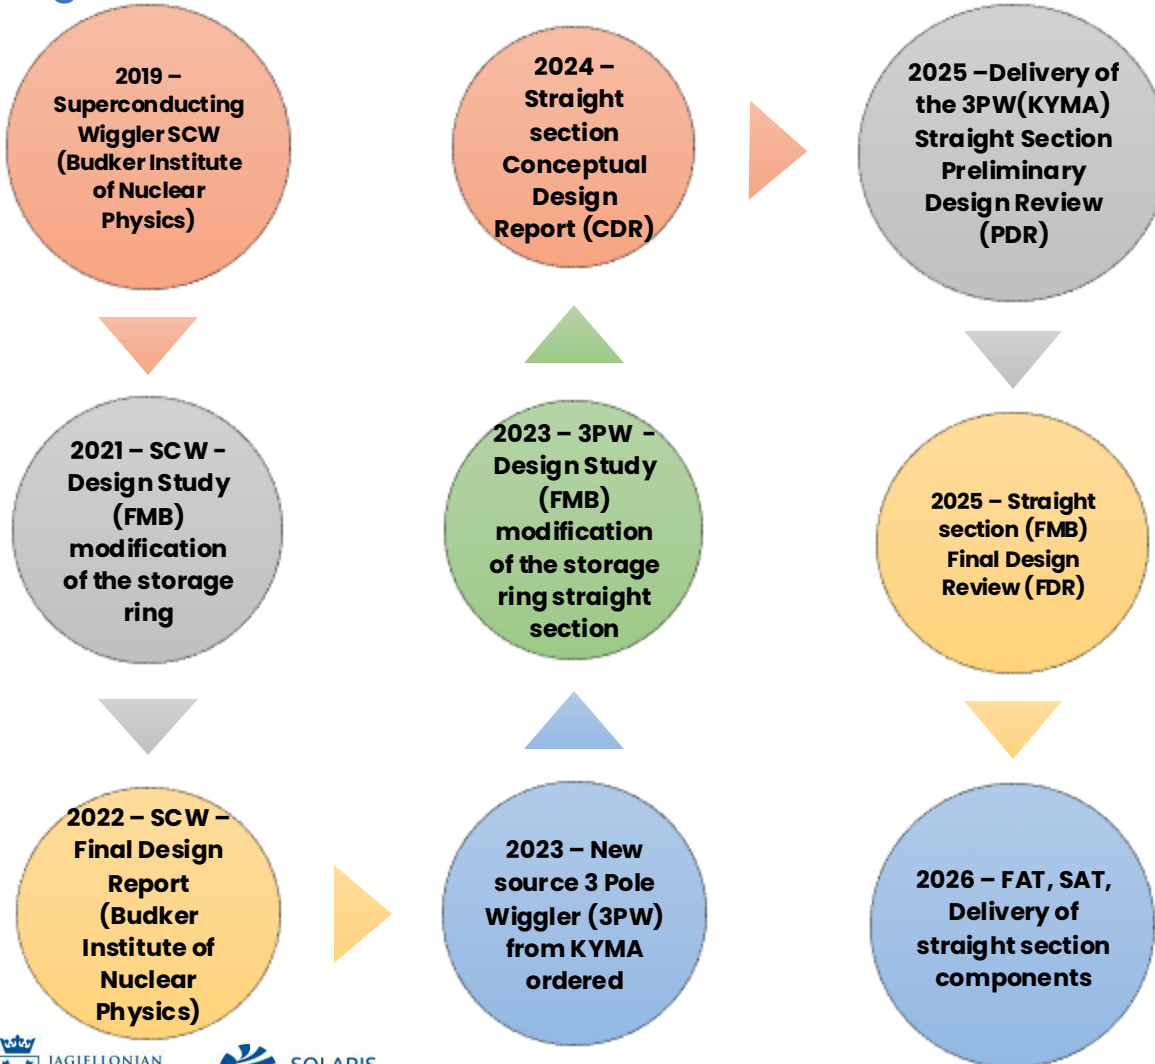 2019 –
Superconducting
Wiggler SCW
(Budker Institute
of Nuclear
Physics)
2021 – SCW -
Design Study
(FMB)
modification
of the storage
ring
2022 – SCW –
Final Design
Report
(Budker
Institute of
Nuclear
Physics)
2023 – New
source 3 Pole
Wiggler (3PW)
from KYMA
ordered
2023 – 3PW -
Design Study
(FMB)
modification
of the storage
ring straight
section
2024 –
Straight
section
Conceptual
Design
Report (CDR)
2025 –Delivery of
the 3PW(KYMA)
Straight Section
Preliminary
Design Review
(PDR)
2025 – Straight
section (FMB)
Final Design
Review (FDR)
2026 – FAT, SAT,
Delivery of
straight section
components
JAGIELLONIAN
SOLARIS